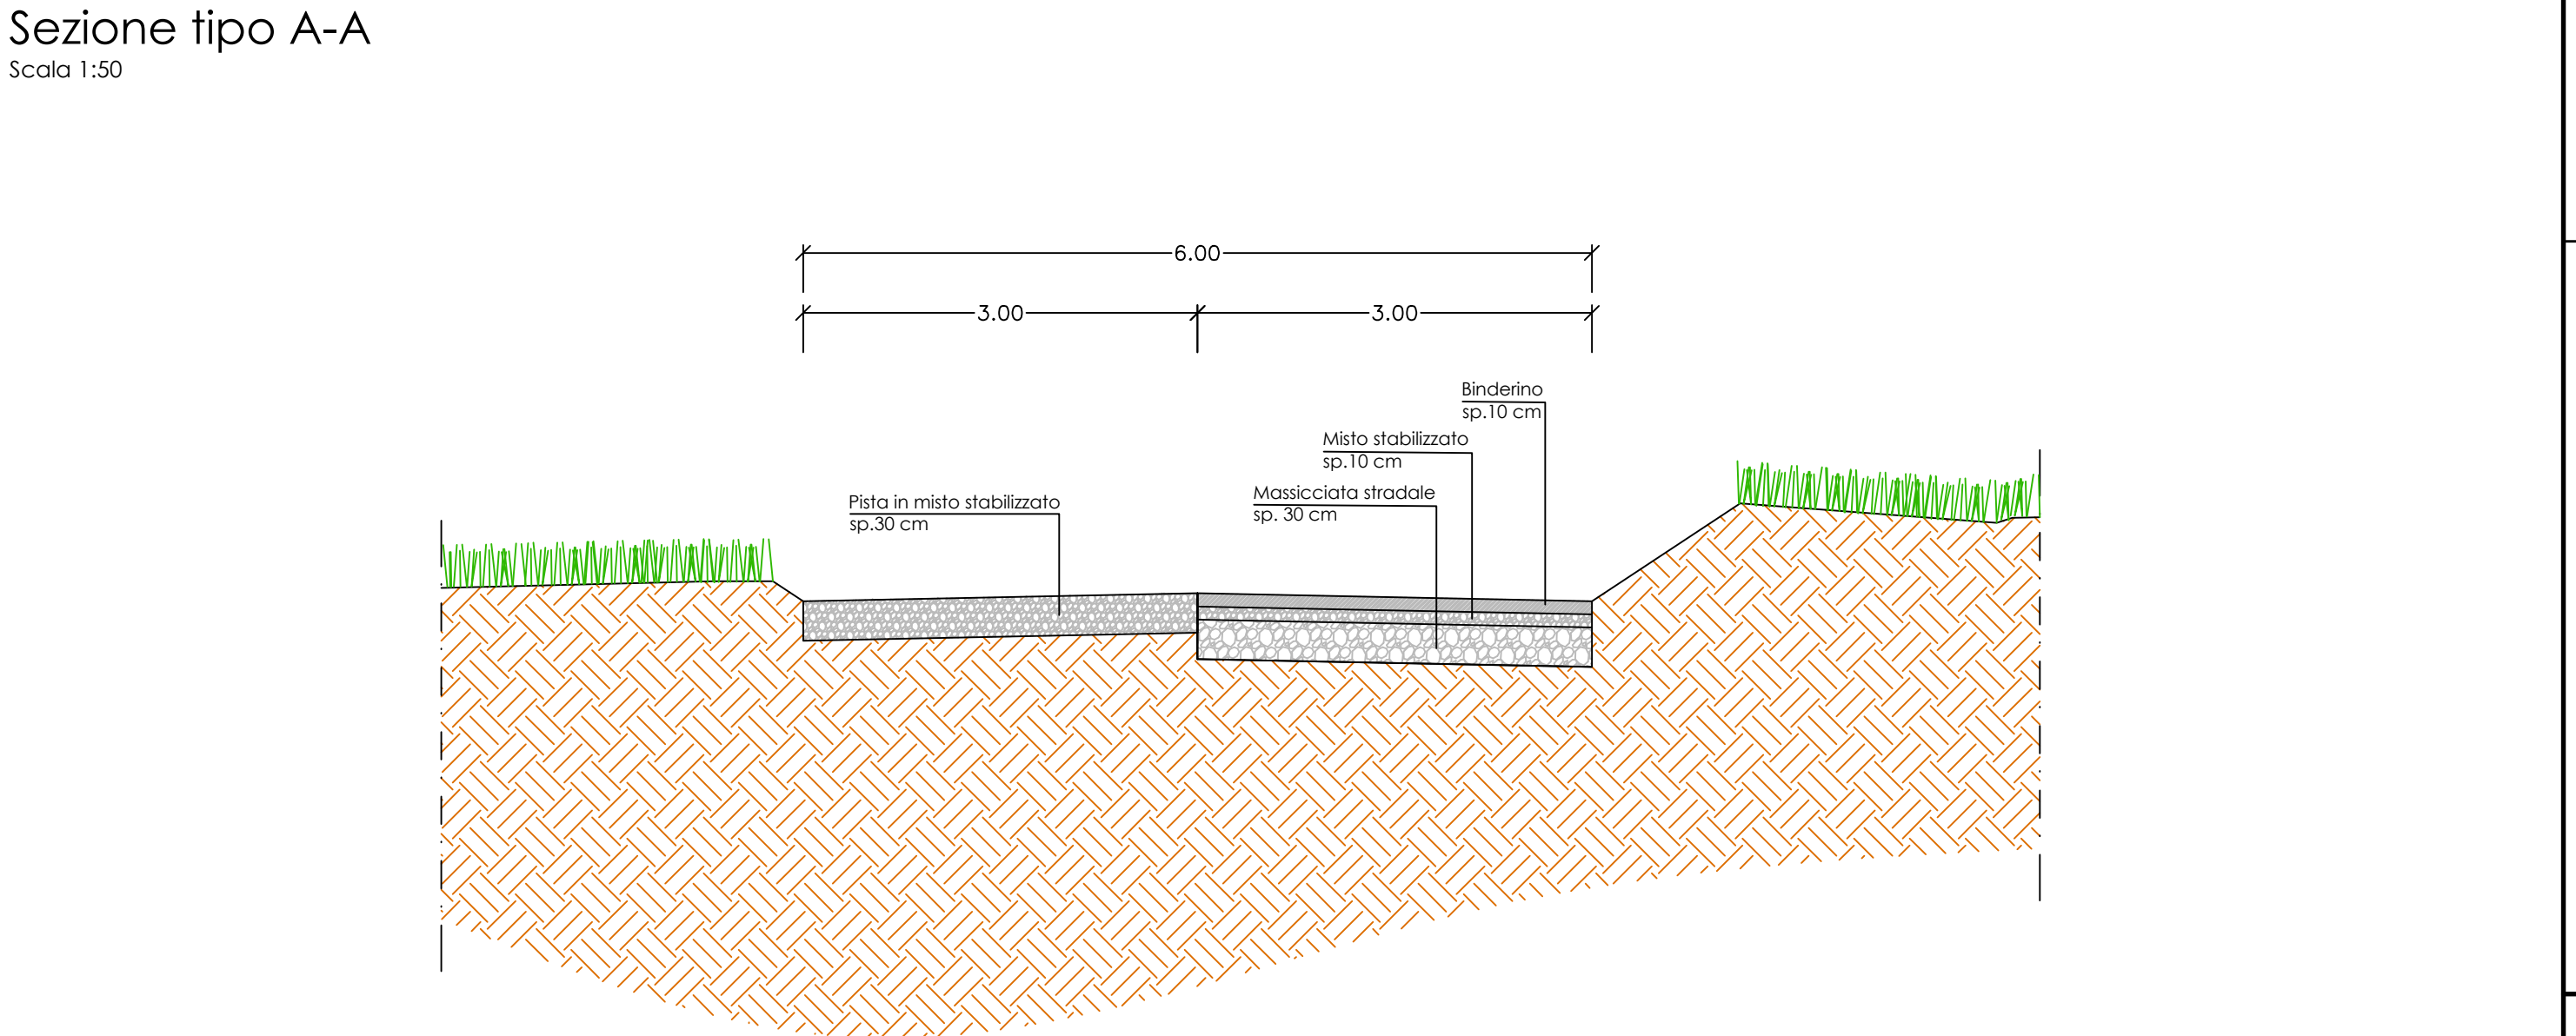 Sezione tipo A-A
Scala 1:50
6.00
3.00
3.00
Binderino
sp.10 cm
Misto stabilizzato
sp.10 cm
Massicciata stradale
sp. 30 cm
Pista in misto stabilizzato
sp.30 cm